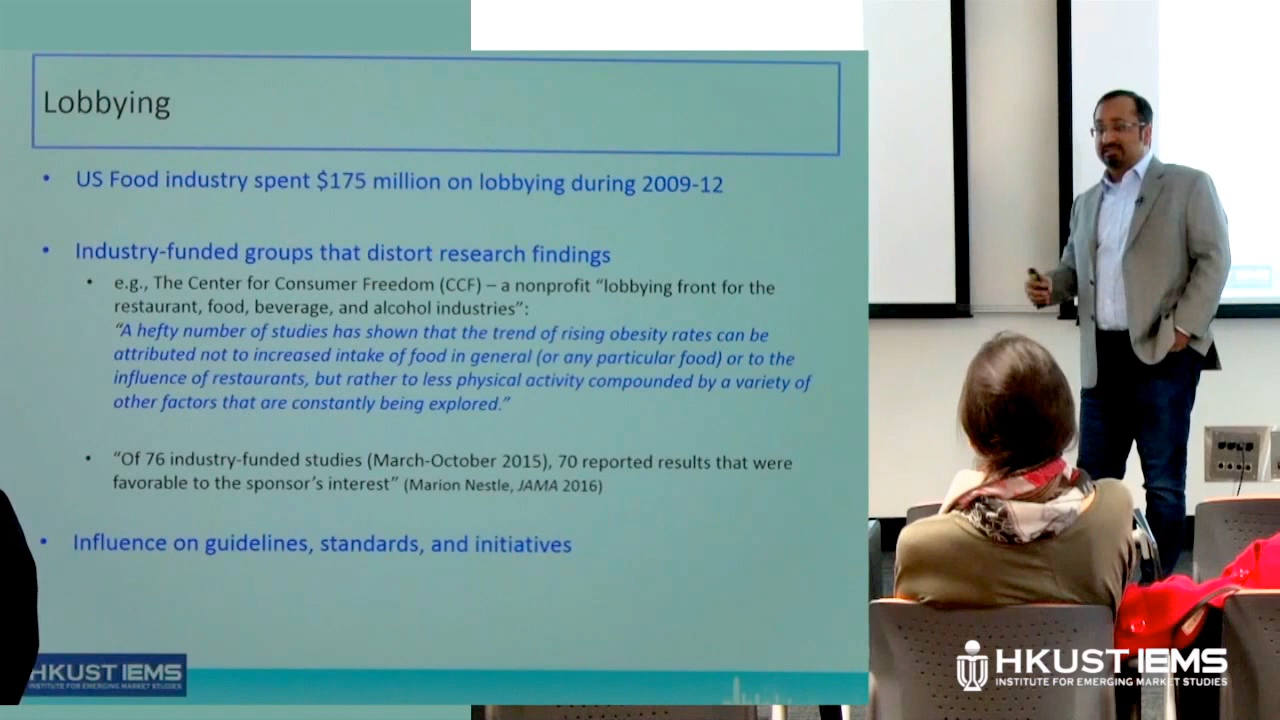 Lobbying
• US Food industry spent $175 million on lobbying during 2009-12
• Industry-funded groups that distort research findings
• e.g., The Center for Consumer Freedom (CCF) – a nonprofit “lobbying front for the
restaurant, food, beverage, and alcohol industries”:
“A hefty number of studies has shown that the trend of rising obesity rates can be
attributed not to increased intake of food in general (or any particular food) or to the
influence of restaurants, but rather to less physical activity compounded by a variety of
other factors that are constantly being explored.”
• “Of 76 industry-funded studies (March-October 2015), 70 reported results that were
favorable to the sponsor’s interest” (Marion Nestle, JAMA 2016)
• Influence on guidelines, standards, and initiatives
HKUST IEMS
INSTITUTE FOR EMERGING MARKET STUDIES
HKUST IEMS
INSTITUTE FOR EMERGING MARKET STUDIES